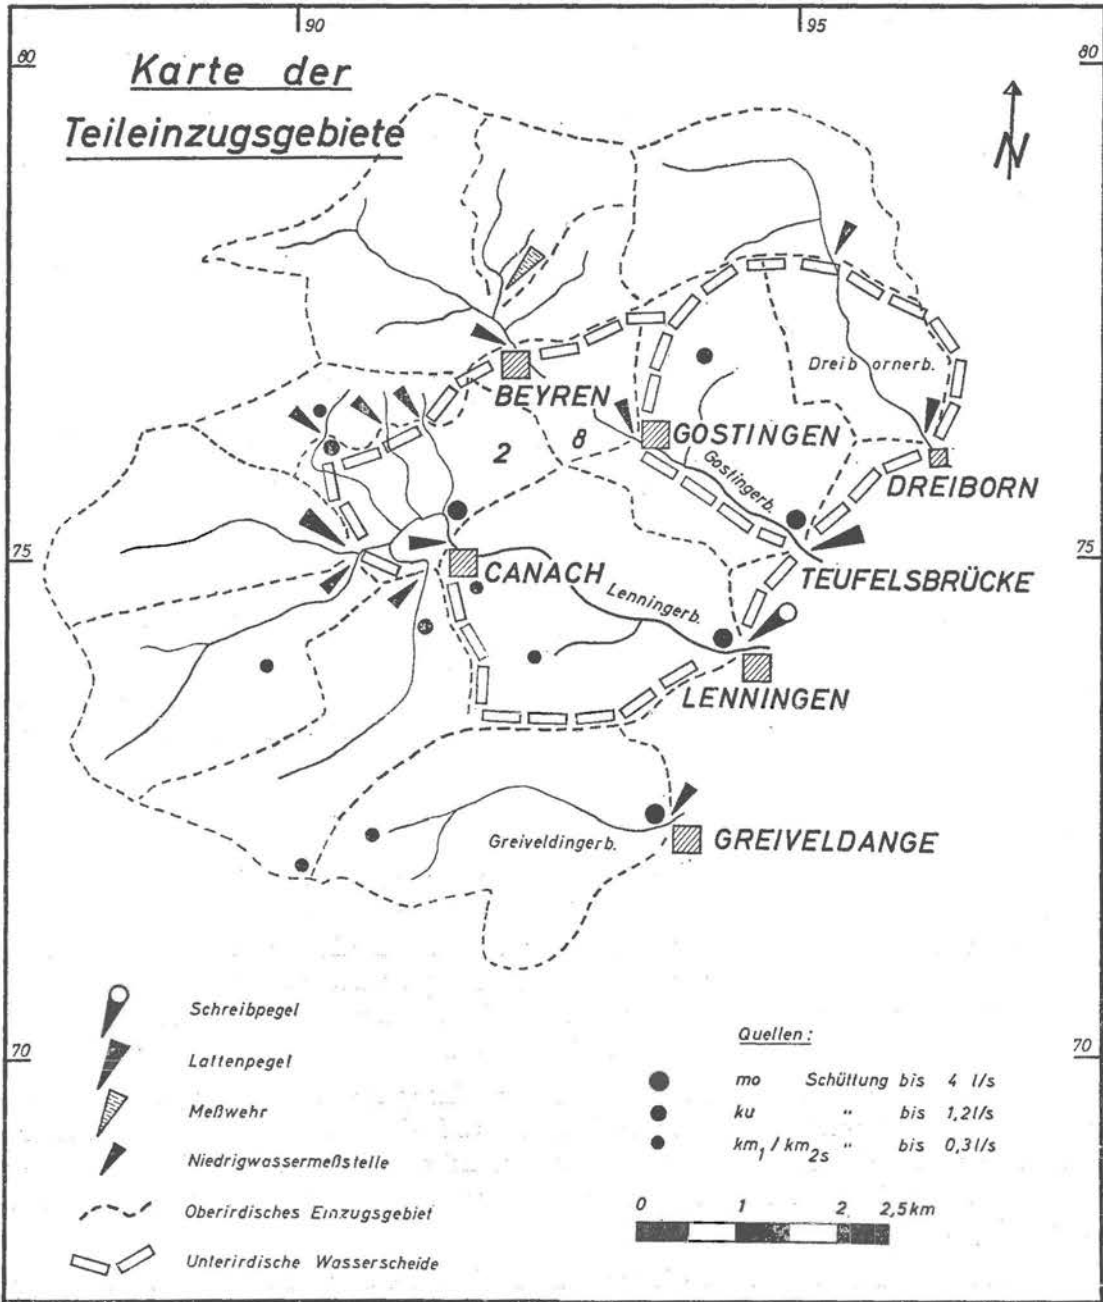 90 95
80 80
Karte der
Teileinzugsgebiete
N
Dreibornerb.
BEYREN
2
8
GOSTINGEN
DREIBORN
Gostingerb.
75 75
CANACH
TEUFELSBRÜCKE
Lenningerb.
LENNINGEN
Greiveldingerb.
GREIVELDANGE
70 70
Schreibpegel
Lattenpegel
Meßwehr
Niedrigwassermeßstelle
Oberirdisches Einzugsgebiet
Unterirdische Wasserscheide
Quellen:
mo Schüttung bis 4 l/s
ku " bis 1,2 l/s
km1 / km2s " bis 0,3 l/s
0 1 2 2,5 km